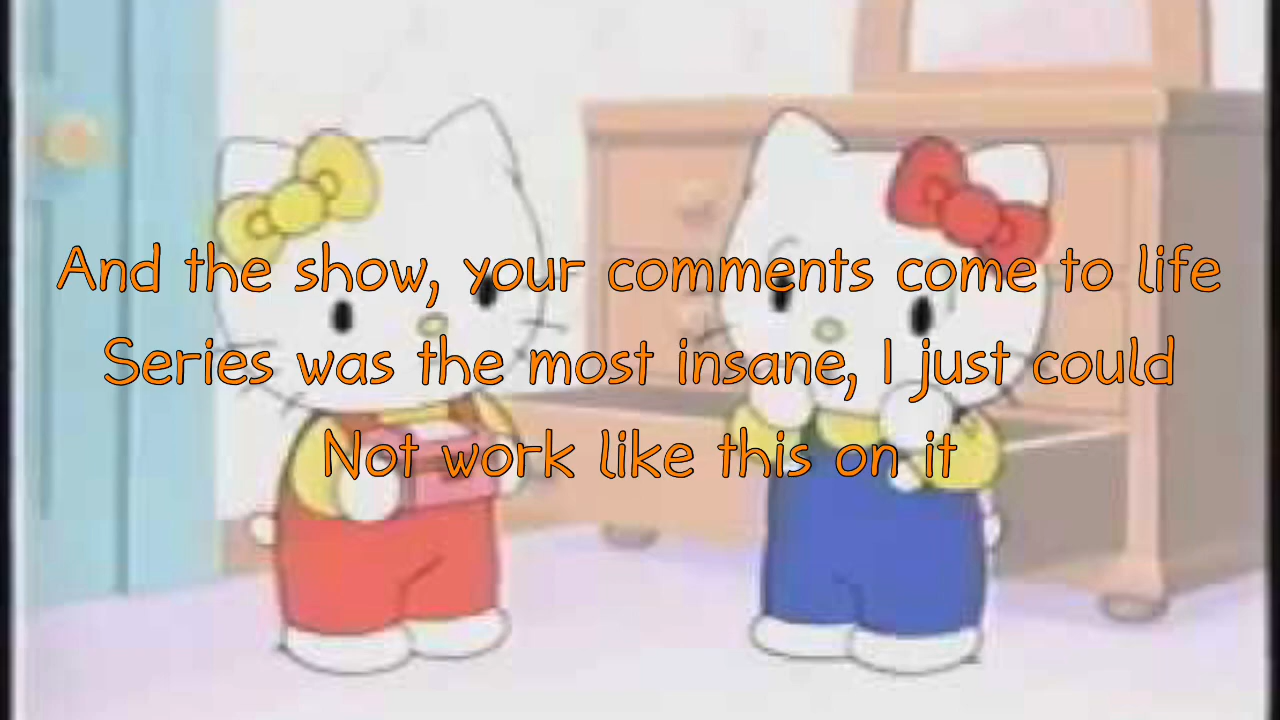 And the show, your comments come to life
Series was the most insane, I just could
Not work like this on it